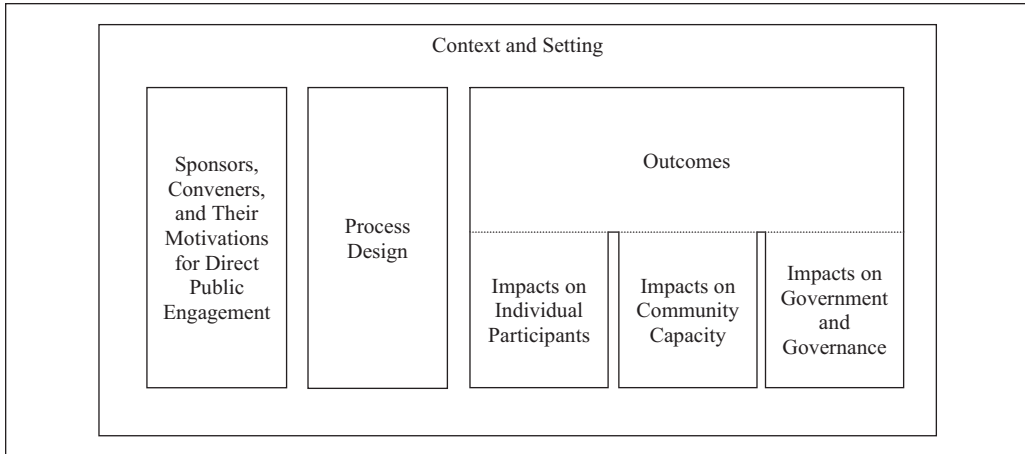 Context and Setting
Sponsors,
Conveners,
and Their
Motivations
for Direct
Public
Engagement
Process
Design
Outcomes
Impacts on
Individual
Participants
Impacts on
Community
Capacity
Impacts on
Government
and
Governance